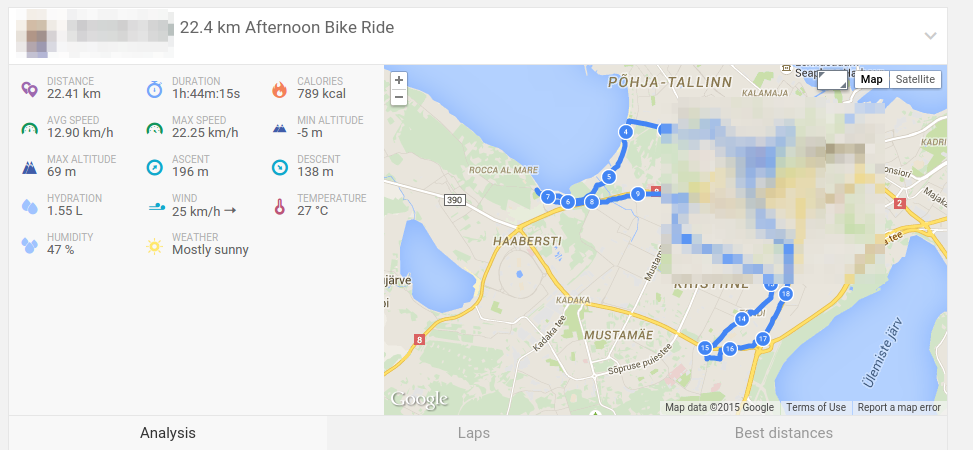 22.4 km Afternoon Bike Ride
DISTANCE
22.41 km
DURATION
1h:44m:15s
CALORIES
789 kcal
AVG SPEED
12.90 km/h
MAX SPEED
22.25 km/h
MIN ALTITUDE
-5 m
MAX ALTITUDE
69 m
ASCENT
196 m
DESCENT
138 m
HYDRATION
1.55 L
WIND
25 km/h →
TEMPERATURE
27 °C
HUMIDITY
47 %
WEATHER
Mostly sunny
+
−
PÕHJA-TALLINN
KALAMAJA
Map
Satellite
4
ROCCA AL MARE
5
7
6
8
9
390
2
HAABERSTI
KRISTIINE
18
KADAKA
14
MUSTAMÄE
17
15
16
8
Kadaka tee
Sõpruse puiestee
Ülemiste järv
Google
Map data ©2015 Google
Terms of Use
Report a map error
Analysis
Laps
Best distances